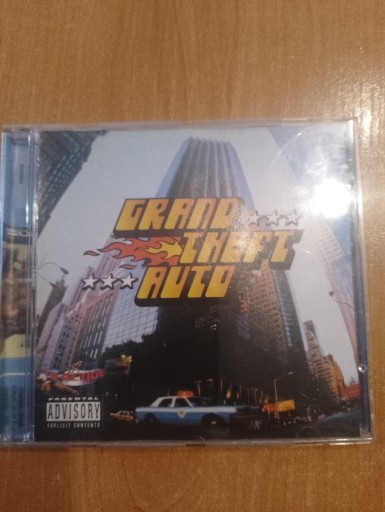 GRAND
THEFT
AUTO
PARENTAL
ADVISORY
EXPLICIT CONTENT